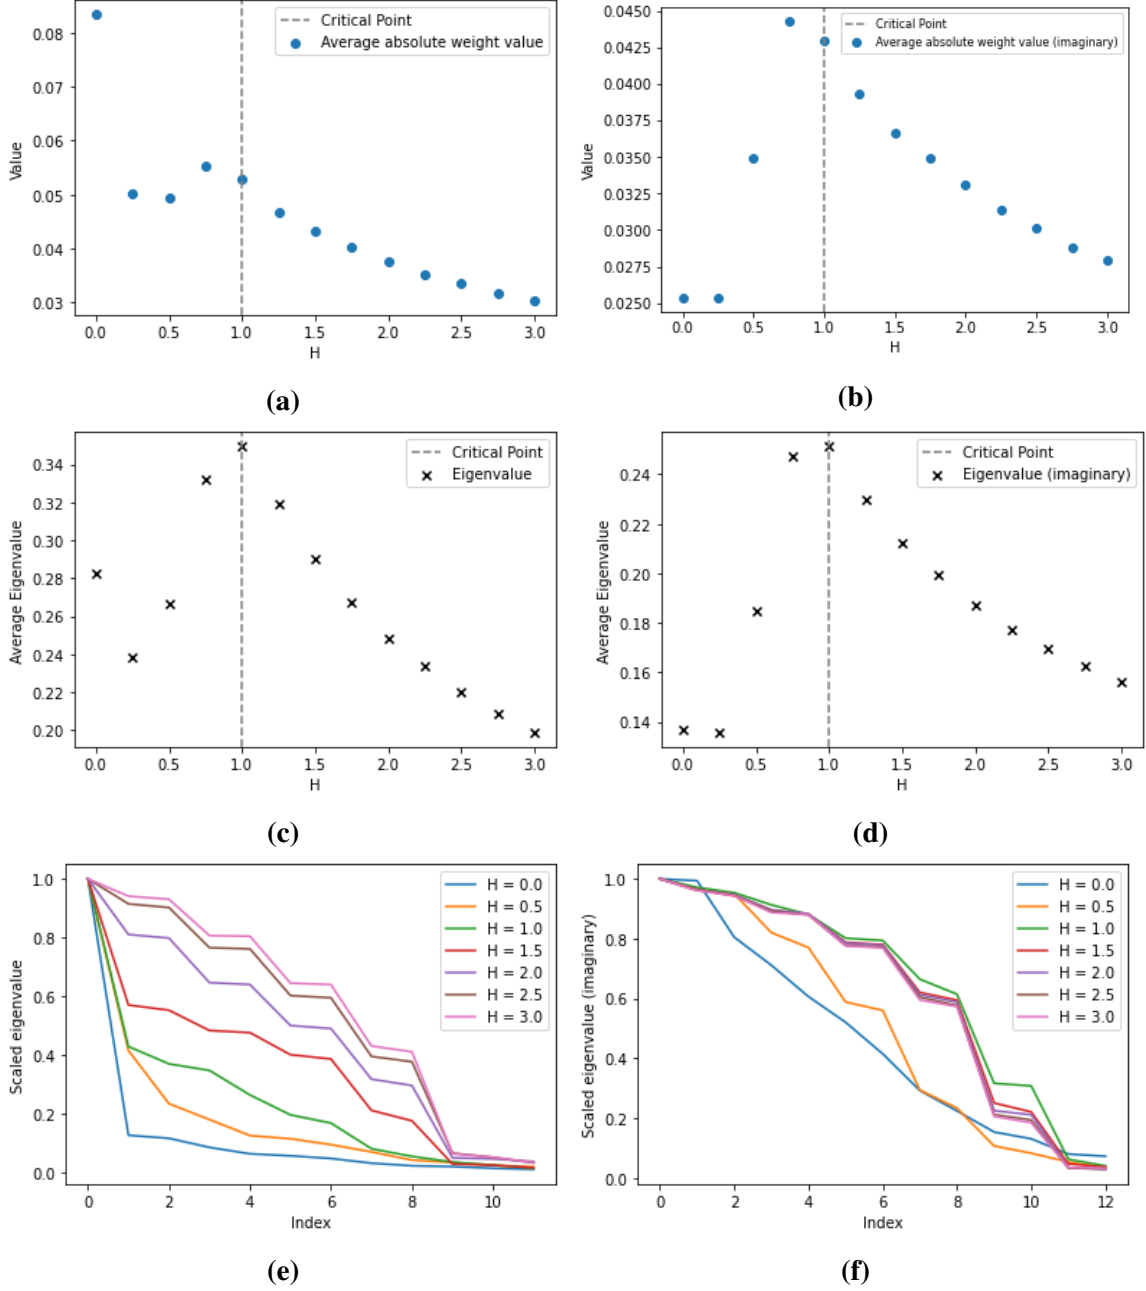 0.08
0.07
0.06
0.05
0.04
0.03
Value
0.0 0.5 1.0 1.5 2.0 2.5 3.0
H
Critical Point
Average absolute weight value
(a)
0.0450
0.0425
0.0400
0.0375
0.0350
0.0325
0.0300
0.0275
0.0250
Value
0.0 0.5 1.0 1.5 2.0 2.5 3.0
H
Critical Point
Average absolute weight value (imaginary)
(b)
0.34
0.32
0.30
0.28
0.26
0.24
0.22
0.20
Average Eigenvalue
0.0 0.5 1.0 1.5 2.0 2.5 3.0
H
Critical Point
Eigenvalue
(c)
0.24
0.22
0.20
0.18
0.16
0.14
Average Eigenvalue
0.0 0.5 1.0 1.5 2.0 2.5 3.0
H
Critical Point
Eigenvalue (imaginary)
(d)
1.0
0.8
0.6
0.4
0.2
0.0
Scaled eigenvalue
0 2 4 6 8 10
Index
H = 0.0
H = 0.5
H = 1.0
H = 1.5
H = 2.0
H = 2.5
H = 3.0
(e)
1.0
0.8
0.6
0.4
0.2
0.0
Scaled eigenvalue (imaginary)
0 2 4 6 8 10 12
Index
H = 0.0
H = 0.5
H = 1.0
H = 1.5
H = 2.0
H = 2.5
H = 3.0
(f)